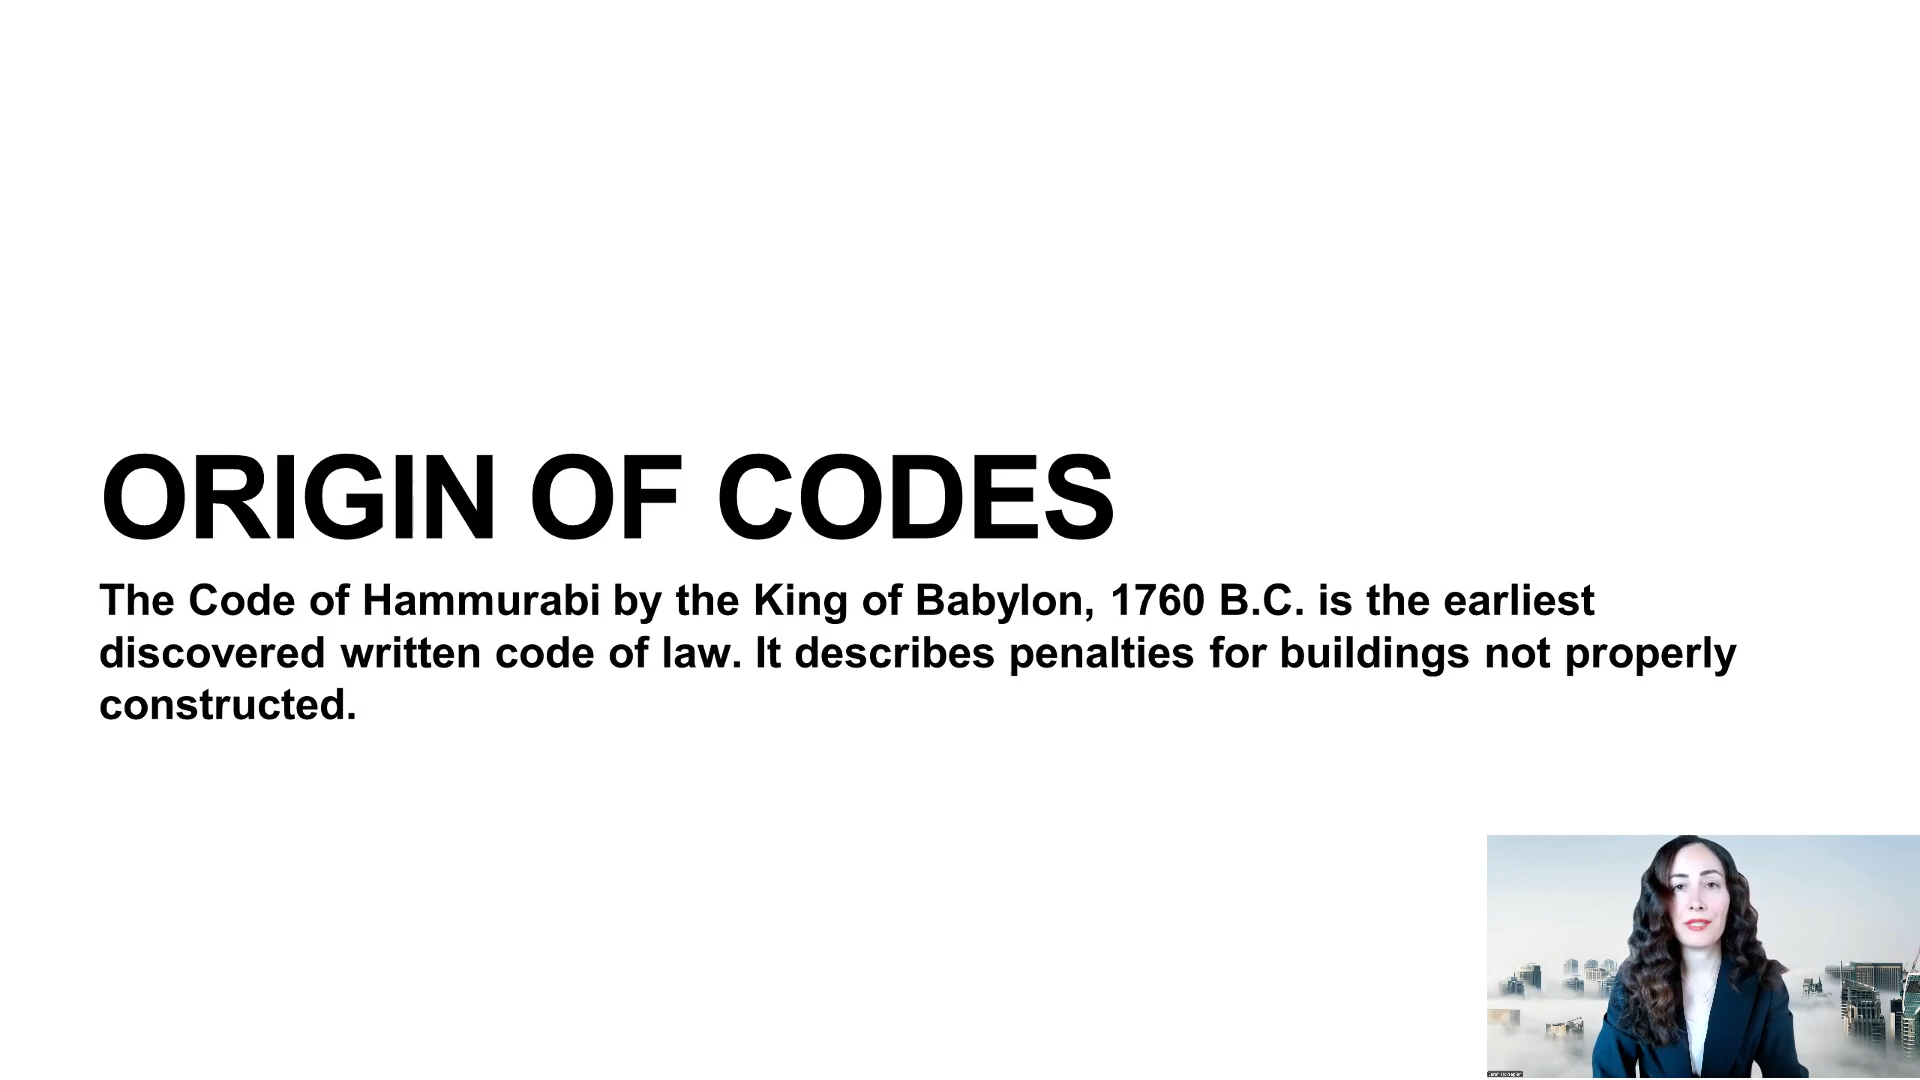 ORIGIN OF CODES
The Code of Hammurabi by the King of Babylon, 1760 B.C. is the earliest
discovered written code of law. It describes penalties for buildings not properly
constructed.